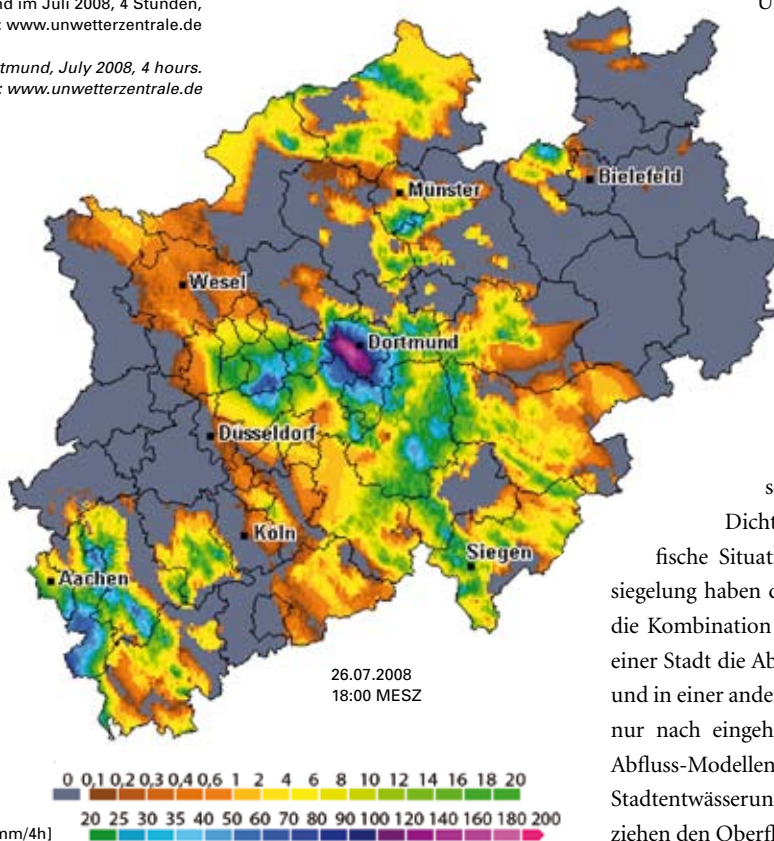 nd im Juli 2008, 4 Stunden,
: www.unwetterzentrale.de
rtmund, July 2008, 4 hours.
: www.unwetterzentrale.de
U
Münster
Bielefeld
Wesel
Dortmund
Düsseldorf
Köln
Siegen
Aachen
26.07.2008
18:00 MESZ
s
Dicht
fische Situat
siegelung haben d
die Kombination
einer Stadt die Ab
und in einer ande
nur nach eingeh
Abfluss-Modellen
Stadtentwässerun
ziehen den Oberfl
0 0,1 0,2 0,3 0,4 0,6 1 2 4 6 8 10 12 14 16 18 20
20 25 30 35 40 50 60 70 80 90 100 120 140 160 180 200
mm/4h]